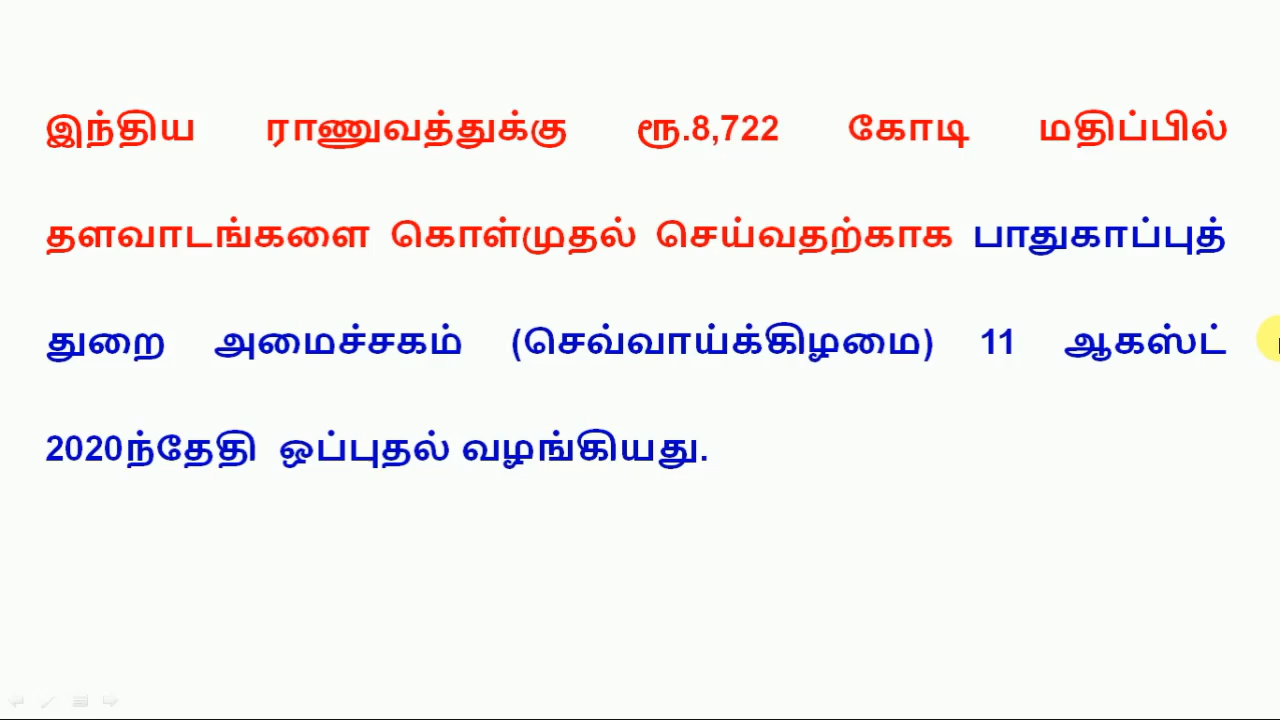 இந்திய ராணுவத்துக்கு ரூ.8,722 கோடி மதிப்பில்
தளவாடங்களை கொள்முதல் செய்வதற்காக பாதுகாப்புத்
துறை அமைச்சகம் (செவ்வாய்க்கிழமை) 11 ஆகஸ்ட்
2020ந்தேதி ஒப்புதல் வழங்கியது.